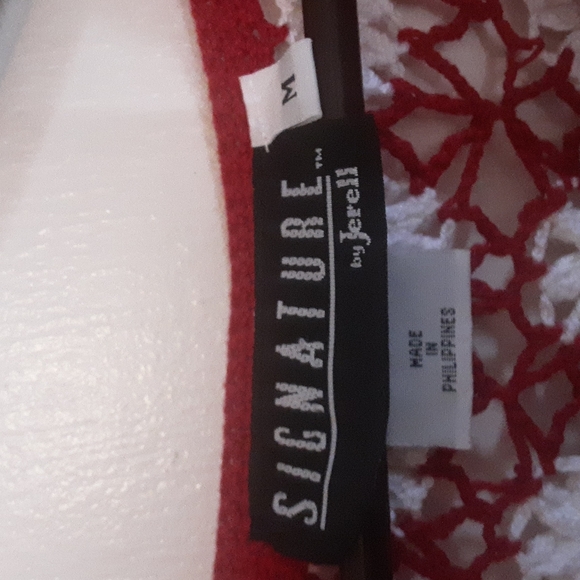 M
SIGNATURE™
by Jerell
MADE
IN
PHILIPPINES